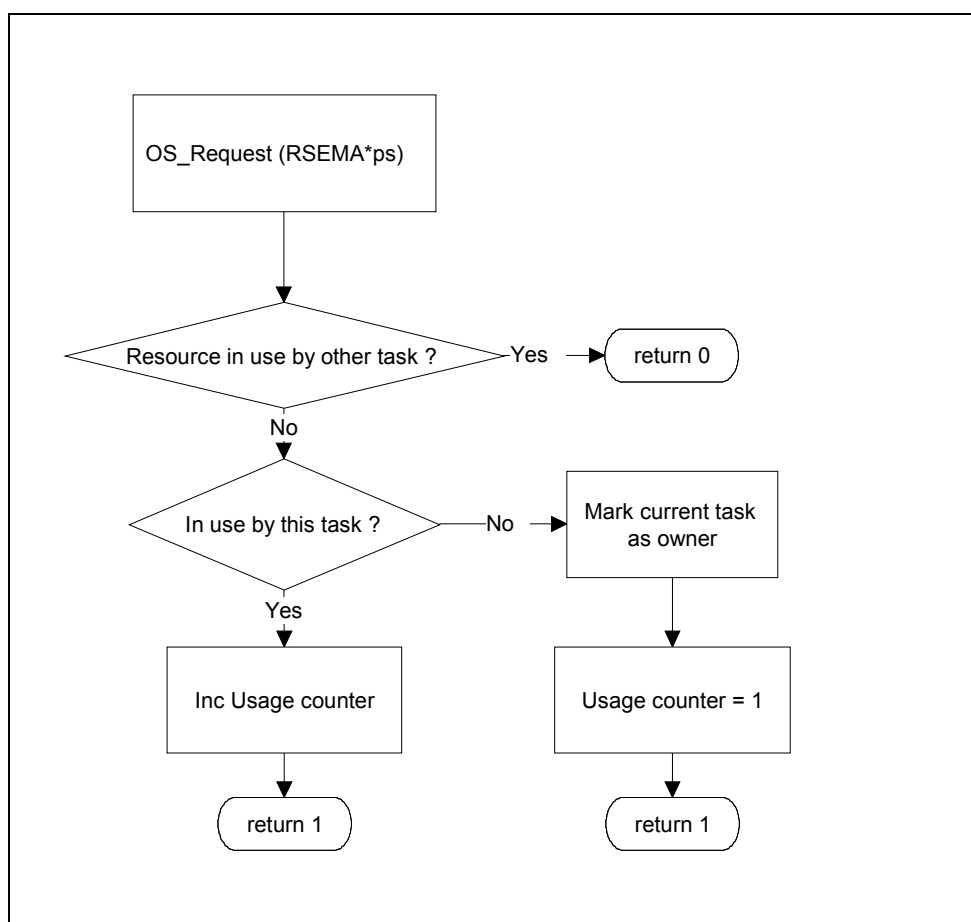 OS_Request (RSEMA*ps)
Resource in use by other task ?
Yes
return 0
No
In use by this task ?
No
Mark current task
as owner
Yes
Inc Usage counter
Usage counter = 1
return 1
return 1